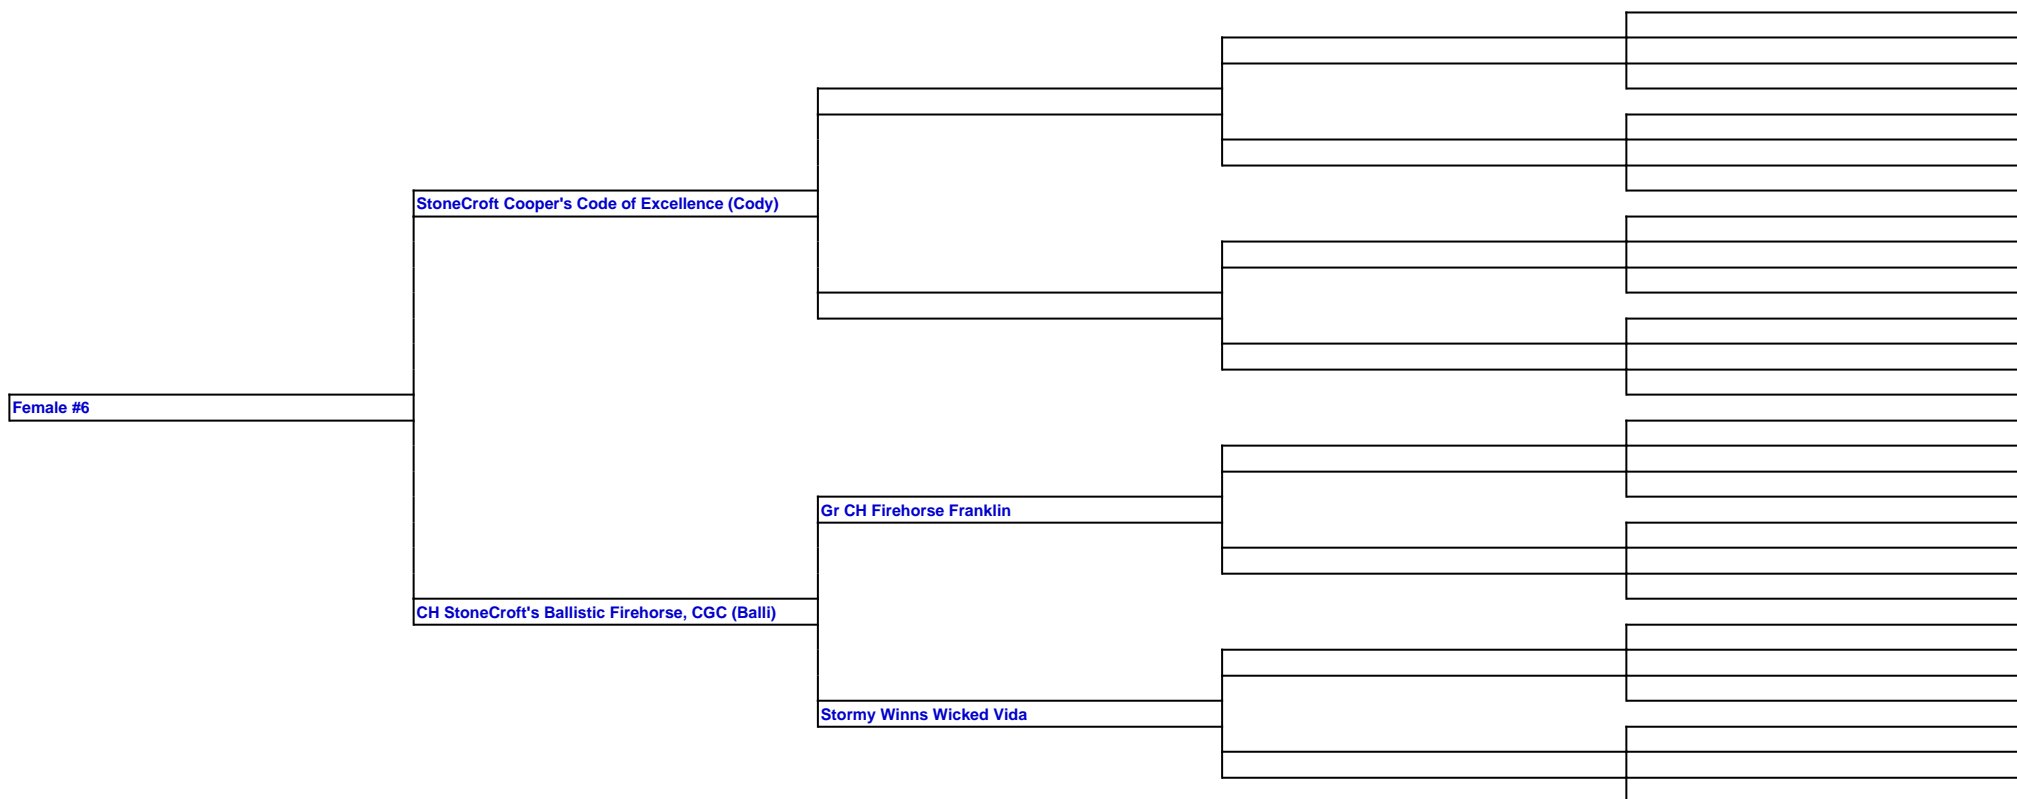 StoneCroft Cooper's Code of Excellence (Cody)
Female #6
Gr CH Firehorse Franklin
CH StoneCroft's Ballistic Firehorse, CGC (Balli)
Stormy Winns Wicked Vida